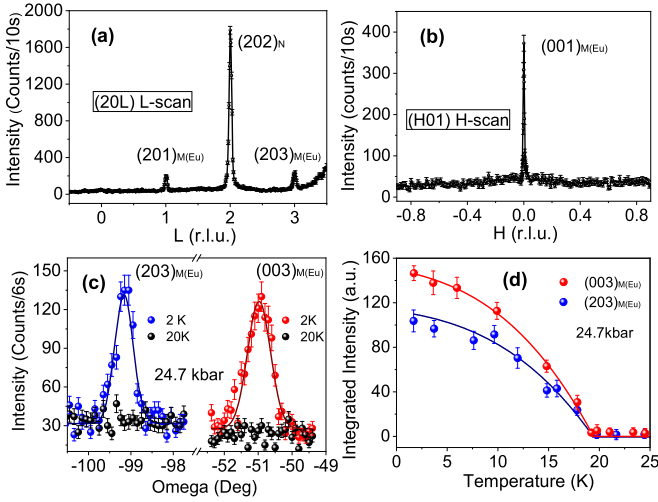 (a)
(202)N
(20L) L-scan
(201)M(Eu)
(203)M(Eu)
Intensity (Counts/10s)
0
400
800
1200
1600
2000
0
1
2
3
L (r.l.u.)
(b)
(001)M(Eu)
(H01) H-scan
Intensity (counts/10s)
0
100
200
300
400
-0.8
-0.4
0.0
0.4
0.8
H (r.l.u.)
(c)
(203)M(Eu)
(003)M(Eu)
2 K
20K
2K
20K
24.7 kbar
Intensity (Counts/6s)
30
60
90
120
150
-100
-99
-98
-52
-51
-50
-49
Omega (Deg)
(d)
(003)M(Eu)
(203)M(Eu)
24.7kbar
Integrated Intensity (a.u.)
0
40
80
120
160
0
5
10
15
20
25
Temperature (K)